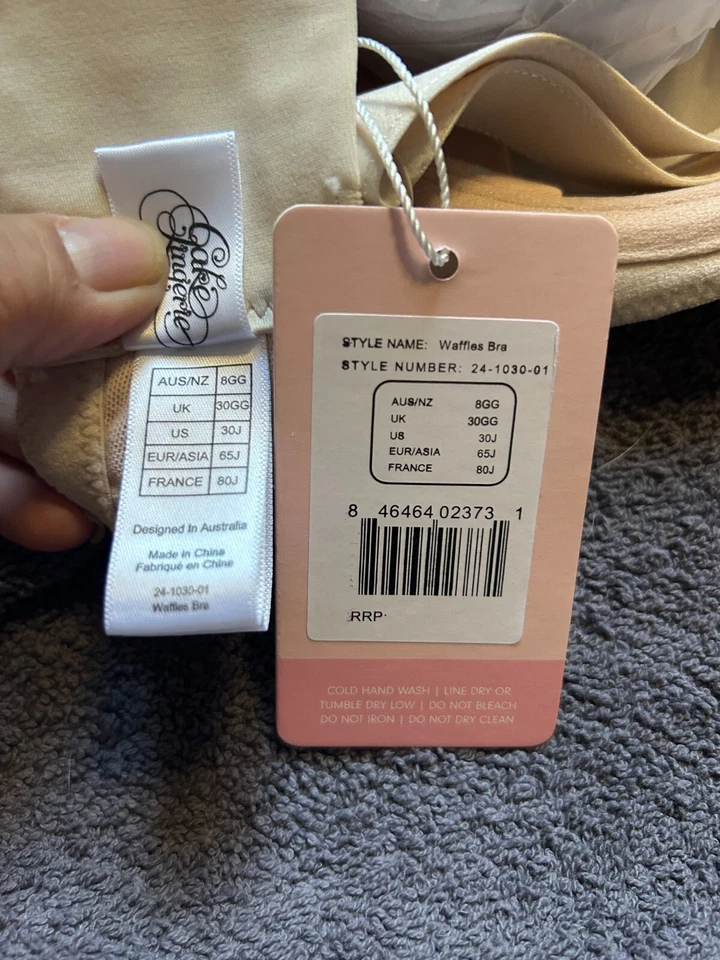 Cake
Lingerie
AUS/NZ 8GG
UK 30GG
US 30J
EUR/ASIA 65J
FRANCE 80J
Designed In Australia
Made in China
Fabriqué en Chine
24-1030-01
Waffles Bra
STYLE NAME: Waffles Bra
STYLE NUMBER: 24-1030-01
AUS/NZ 8GG
UK 30GG
US 30J
EUR/ASIA 65J
FRANCE 80J
8 46464 02373 1
RRP
COLD HAND WASH | LINE DRY OR
TUMBLE DRY LOW | DO NOT BLEACH
DO NOT IRON | DO NOT DRY CLEAN